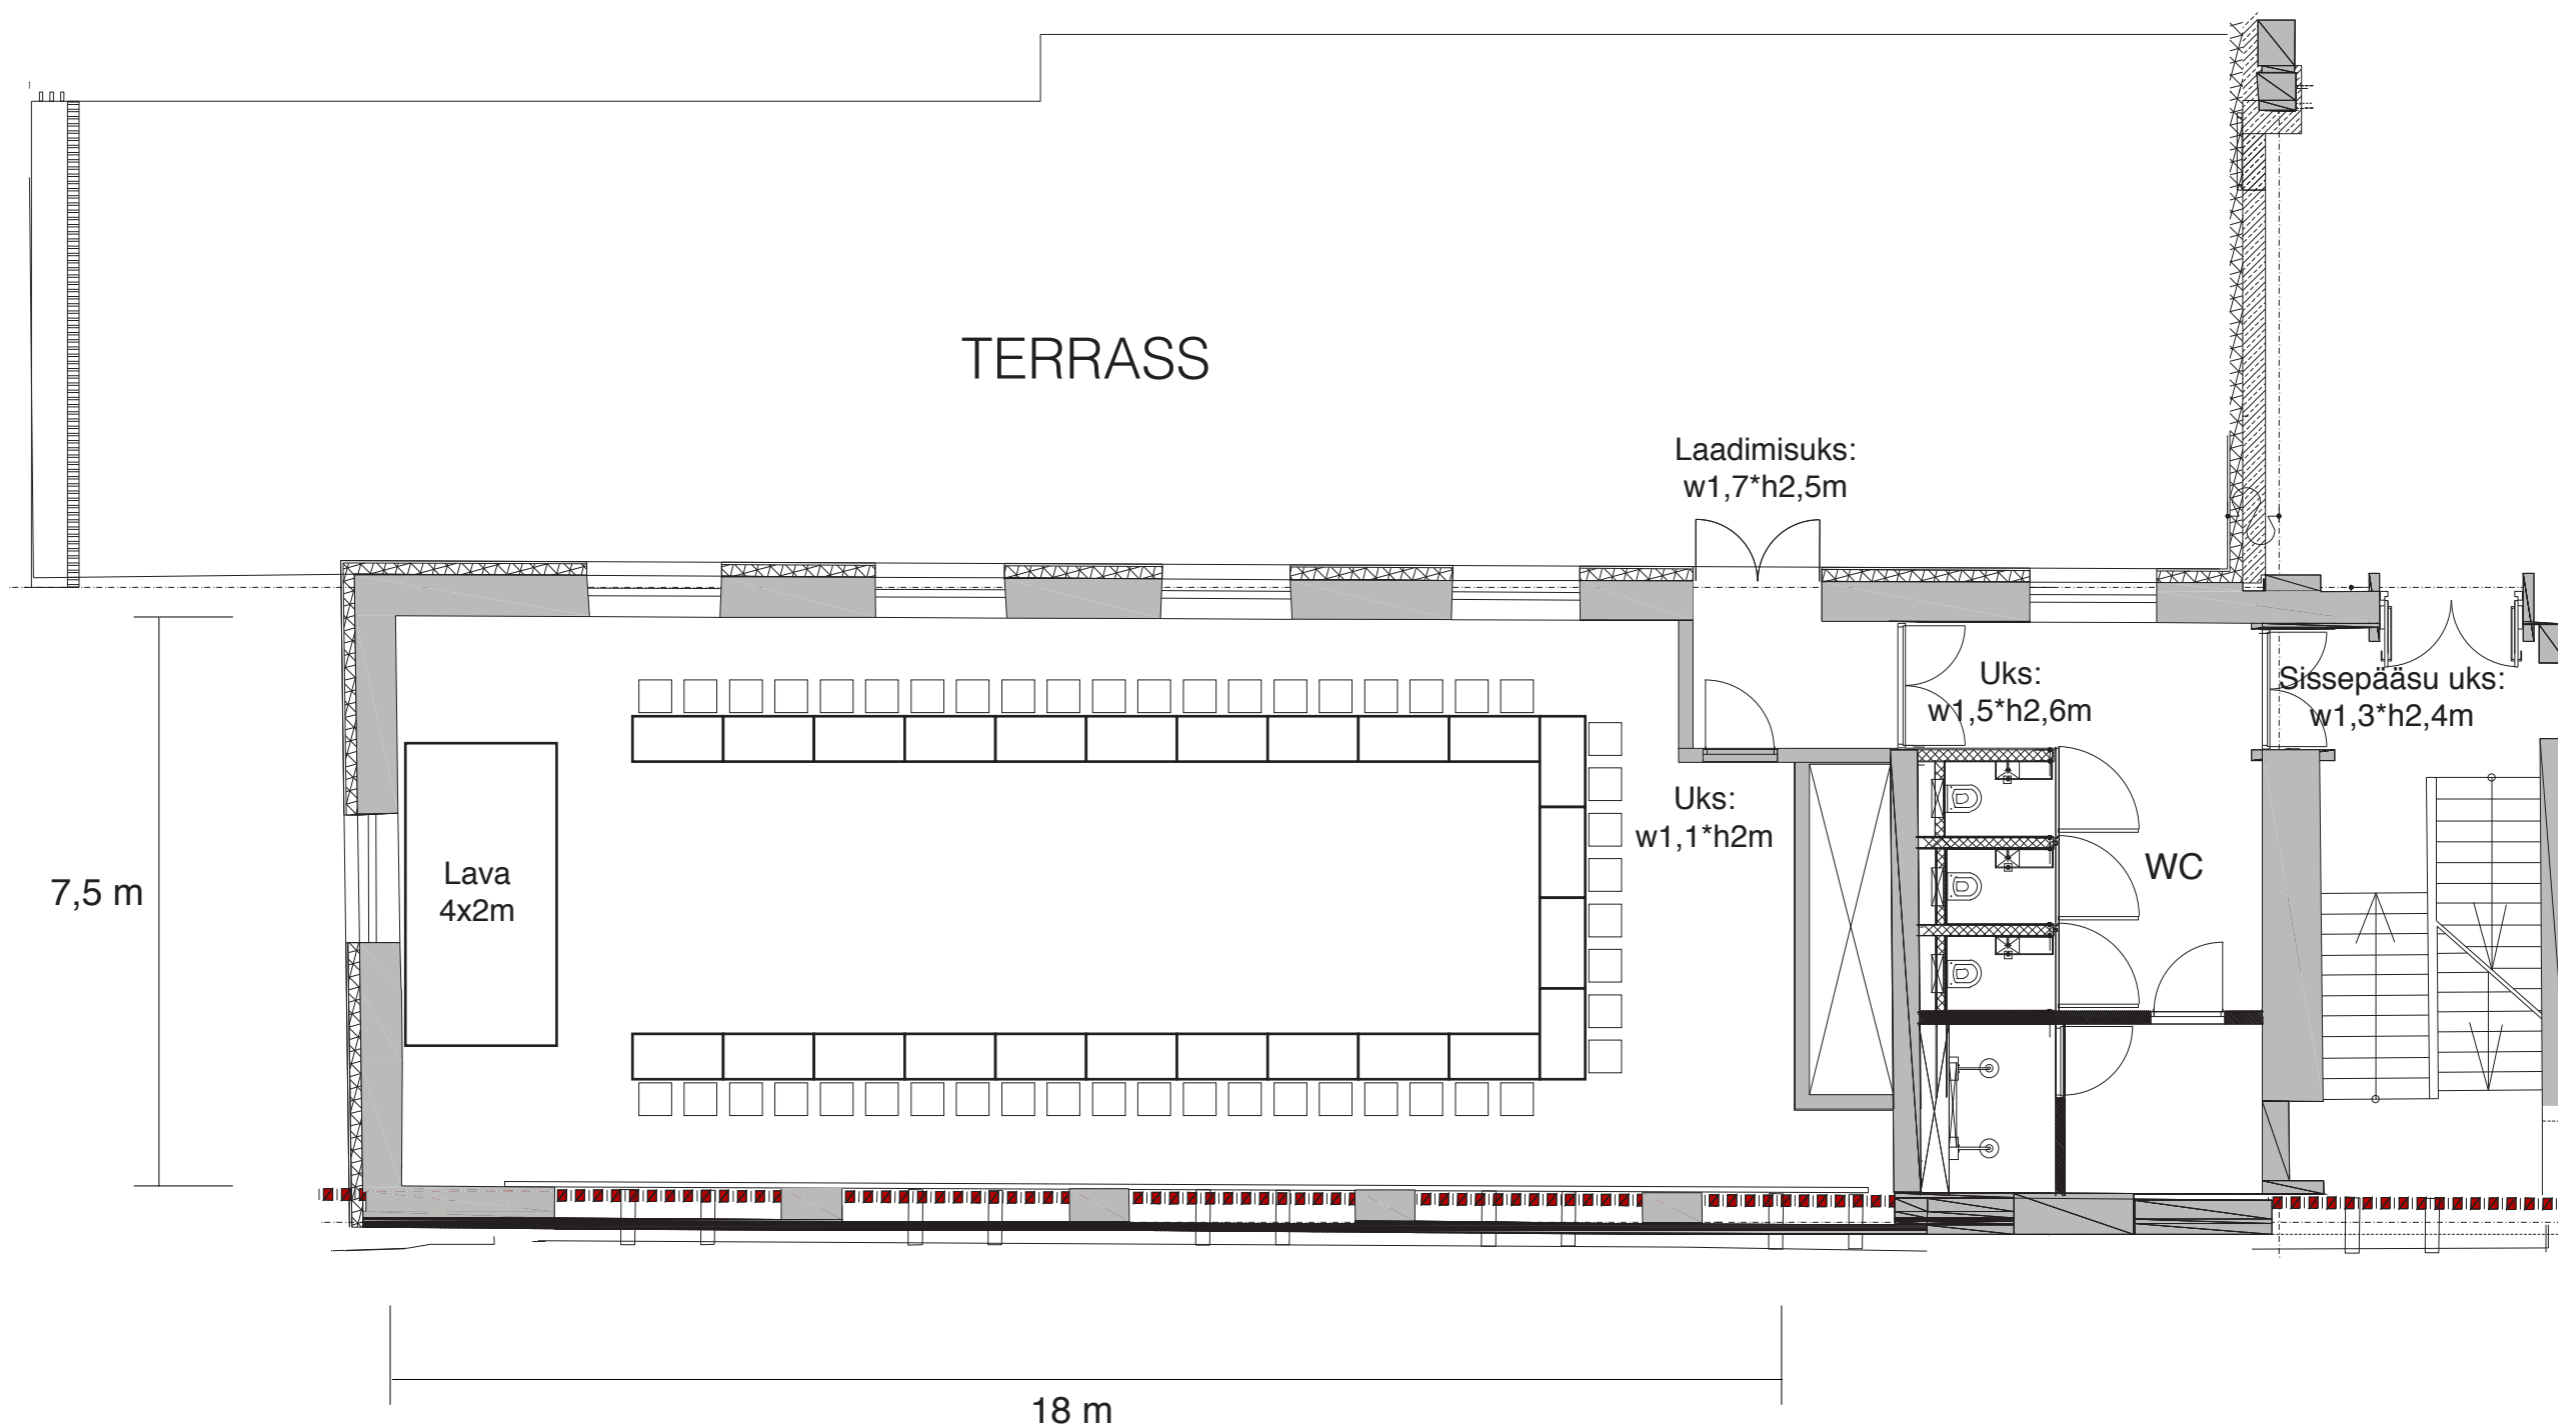 TERRASS
Laadimisuks:
w1,7*h2,5m
Uks:
w1,5*h2,6m
Sissepääsu uks:
w1,3*h2,4m
Uks:
w1,1*h2m
WC
Lava
4x2m
7,5 m
18 m